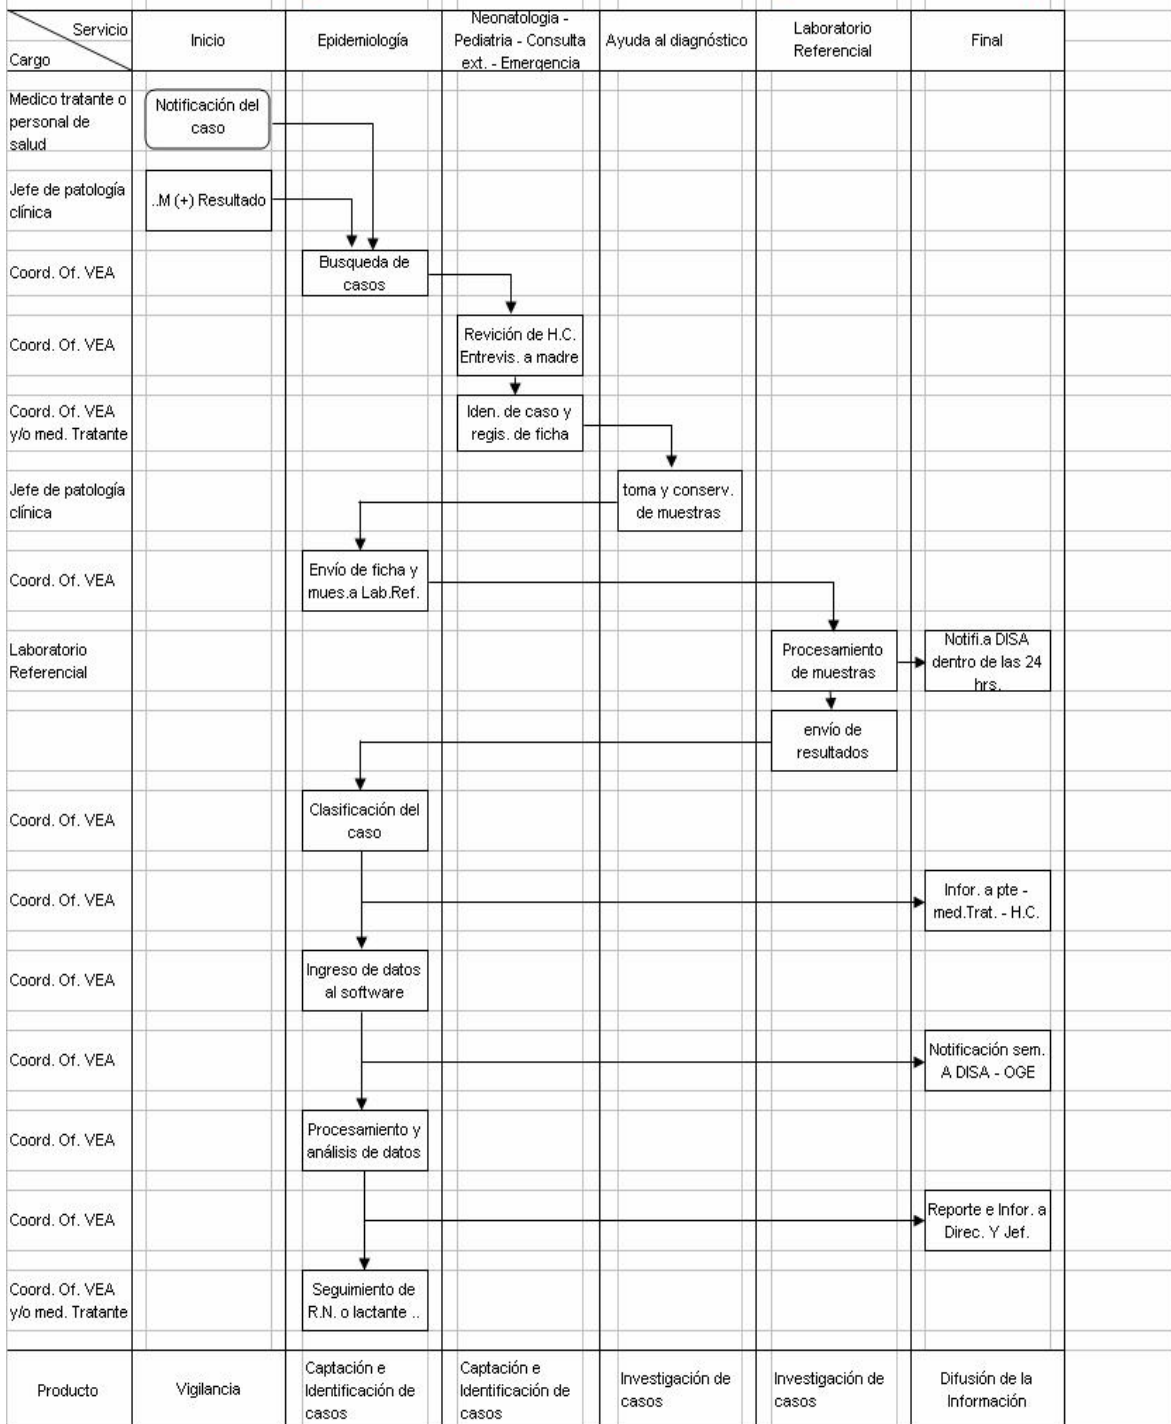 Servicio
Cargo
Inicio
Epidemiología
Neonatologia -
Pediatria - Consulta
ext. - Emergencia
Ayuda al diagnóstico
Laboratorio
Referencial
Final
Medico tratante o
personal de
salud
Notificación del
caso
Jefe de patología
clínica
..M (+) Resultado
Coord. Of. VEA
Busqueda de
casos
Coord. Of. VEA
Revición de H.C.
Entrevis. a madre
Coord. Of. VEA
y/o med. Tratante
Iden. de caso y
regis. de ficha
Jefe de patología
clínica
toma y conserv.
de muestras
Coord. Of. VEA
Envío de ficha y
mues.a Lab.Ref.
Laboratorio
Referencial
Procesamiento
de muestras
Notifi.a DISA
dentro de las 24
hrs.
envío de
resultados
Coord. Of. VEA
Clasificación del
caso
Coord. Of. VEA
Infor. a pte -
med.Trat. - H.C.
Coord. Of. VEA
Ingreso de datos
al software
Coord. Of. VEA
Notificación sem.
A DISA - OGE
Coord. Of. VEA
Procesamiento y
análisis de datos
Coord. Of. VEA
Reporte e Infor. a
Direc. Y Jef.
Coord. Of. VEA
y/o med. Tratante
Seguimiento de
R.N. o lactante ..
Producto
Vigilancia
Captación e
Identificación de
casos
Captación e
Identificación de
casos
Investigación de
casos
Investigación de
casos
Difusión de la
Información